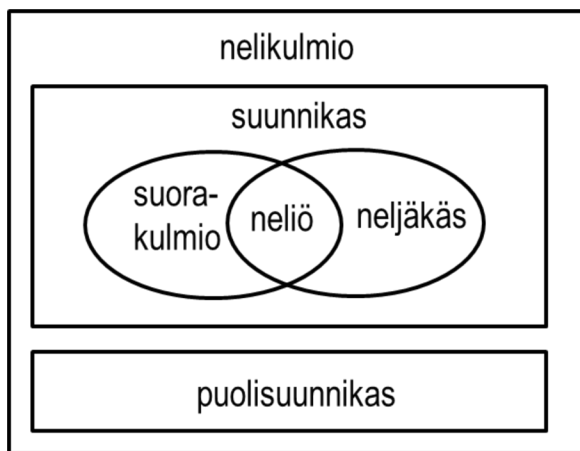 nelikulmio
suunnikas
suora-
kulmio
neliö
neljäkäs
puolisuunnikas